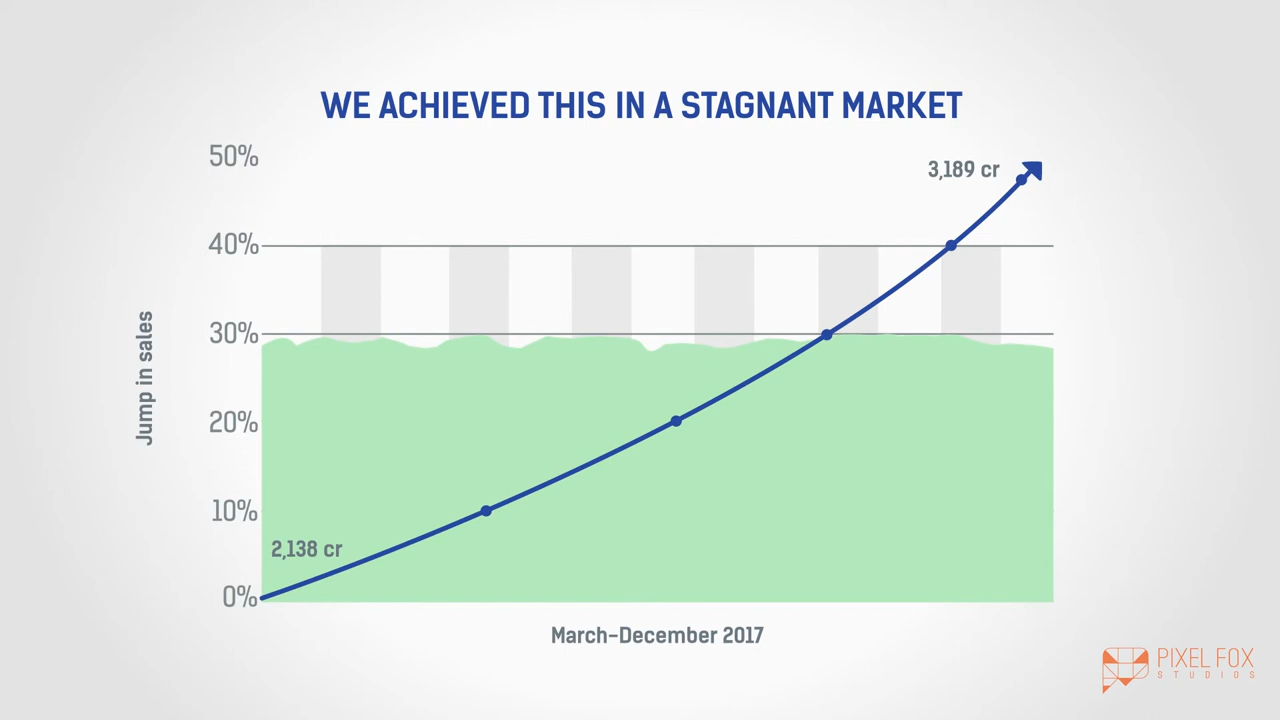 WE ACHIEVED THIS IN A STAGNANT MARKET
50%
3,189 cr
40%
30%
Jump in sales
20%
10%
2,138 cr
0%
March–December 2017
PIXEL FOX
STUDIOS